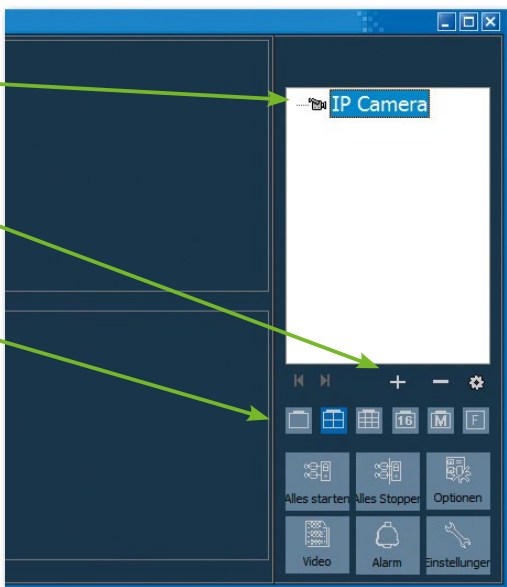 IP Camera
16 M F
Alles starten Alles Stoppen Optionen
Video Alarm Einstellungen